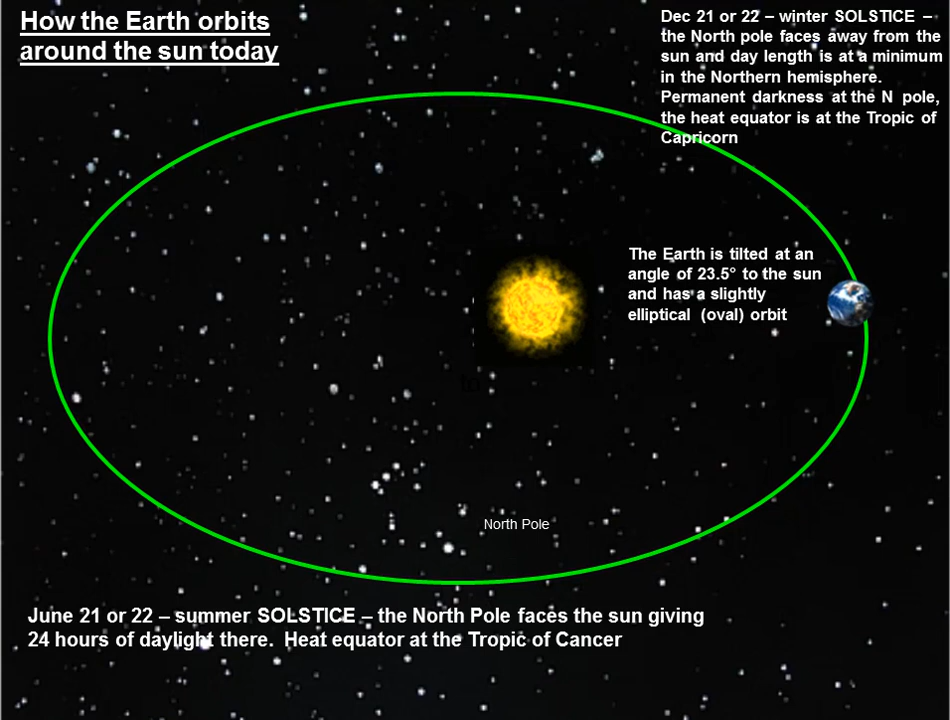 How the Earth orbits
around the sun today
Dec 21 or 22 – winter SOLSTICE –
the North pole faces away from the
sun and day length is at a minimum
in the Northern hemisphere.
Permanent darkness at the N pole,
the heat equator is at the Tropic of
Capricorn
The Earth is tilted at an
angle of 23.5° to the sun
and has a slightly
elliptical (oval) orbit
North Pole
June 21 or 22 – summer SOLSTICE – the North Pole faces the sun giving
24 hours of daylight there. Heat equator at the Tropic of Cancer